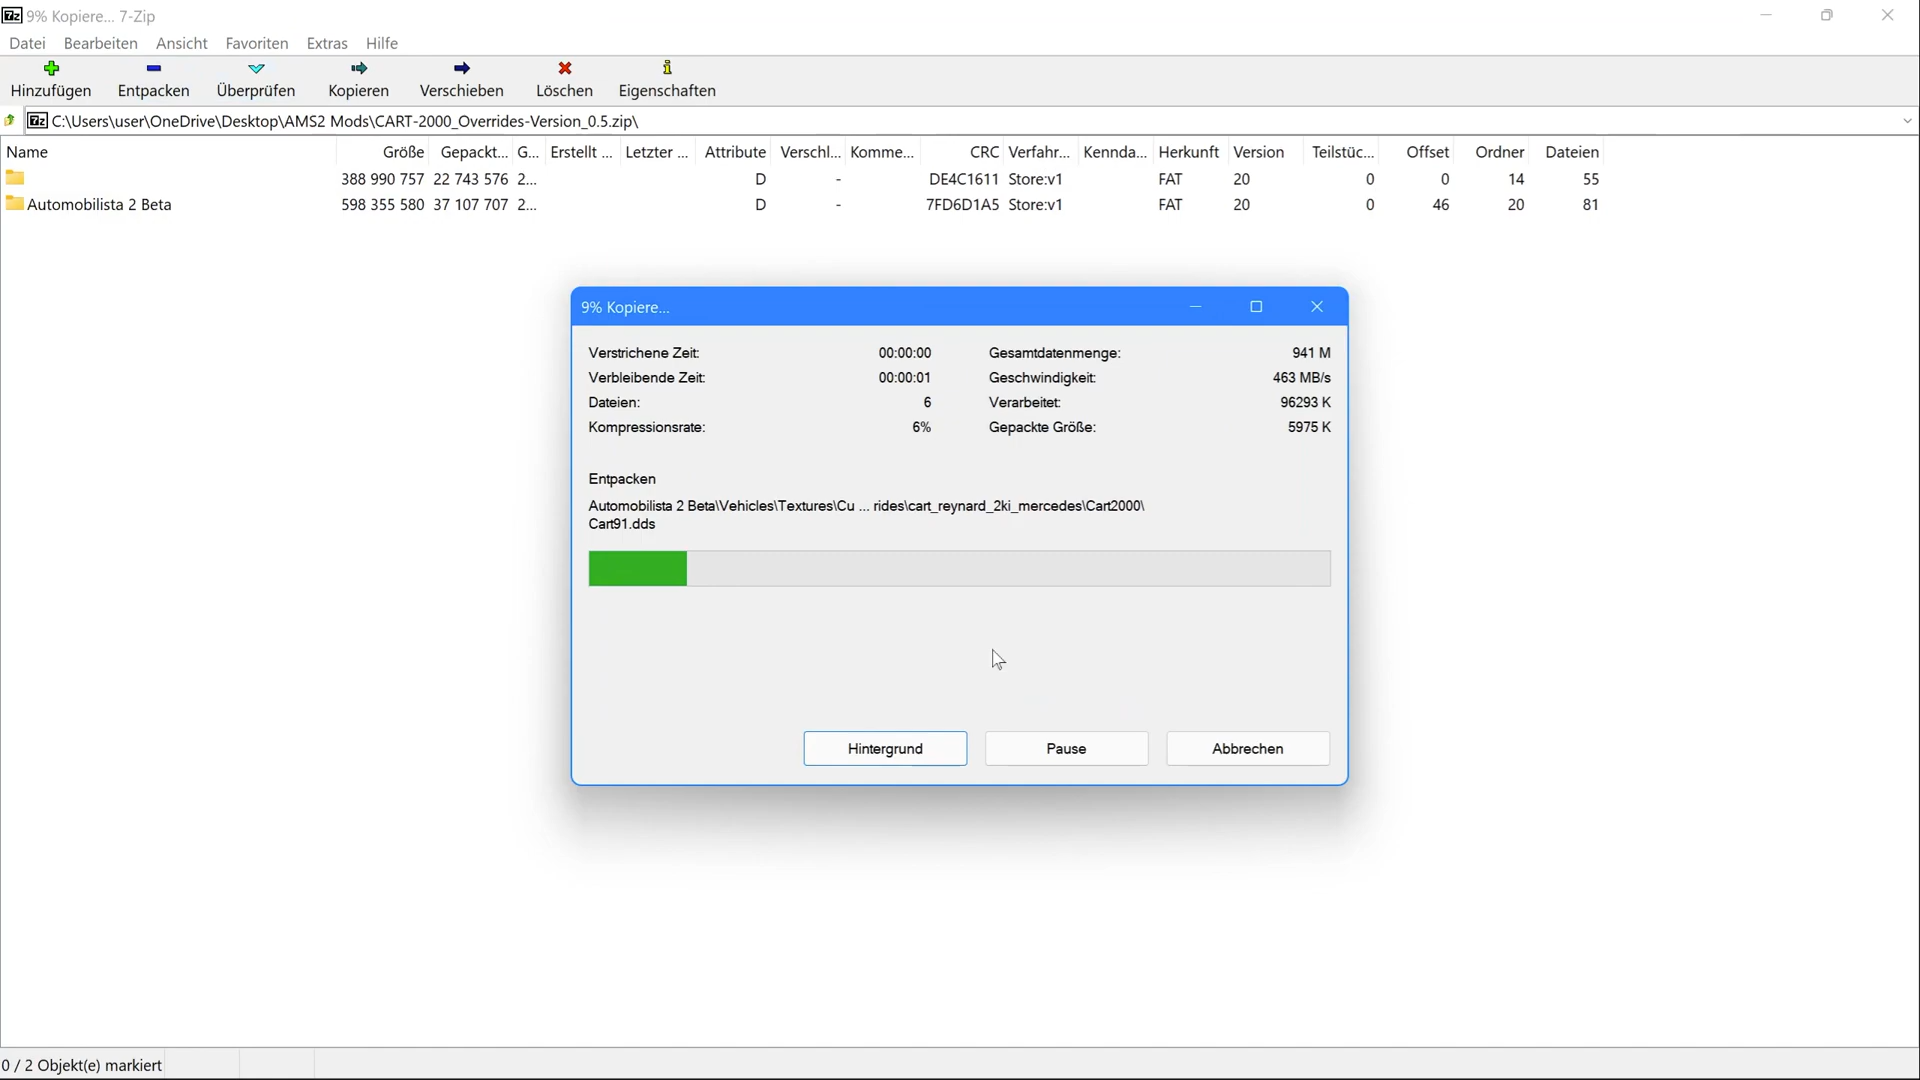 9% Kopiere... 7-Zip
Datei Bearbeiten Ansicht Favoriten Extras Hilfe
Hinzufügen Entpacken Überprüfen Kopieren Verschieben Löschen Eigenschaften
7z C:\Users\user\OneDrive\Desktop\AMS2 Mods\CART-2000_Overrides-Version_0.5.zip\
Name Größe Gepackt... G... Erstellt ... Letzter ... Attribute Verschl... Komme... CRC Verfahr... Kennda... Herkunft Version Teilstüc... Offset Ordner Dateien
388 990 757 22 743 576 2... D - DE4C1611 Store:v1 FAT 20 0 0 14 55
Automobilista 2 Beta 598 355 580 37 107 707 2... D - 7FD6D1A5 Store:v1 FAT 20 0 46 20 81
9% Kopiere...
Verstrichene Zeit: 00:00:00 Gesamtdatenmenge: 941 M
Verbleibende Zeit: 00:00:01 Geschwindigkeit: 463 MB/s
Dateien: 6 Verarbeitet: 96293 K
Kompressionsrate: 6% Gepackte Größe: 5975 K
Entpacken
Automobilista 2 Beta\Vehicles\Textures\Cu ... rides\cart_reynard_2ki_mercedes\Cart2000\
Cart91.dds
Hintergrund Pause Abbrechen
0 / 2 Objekt(e) markiert